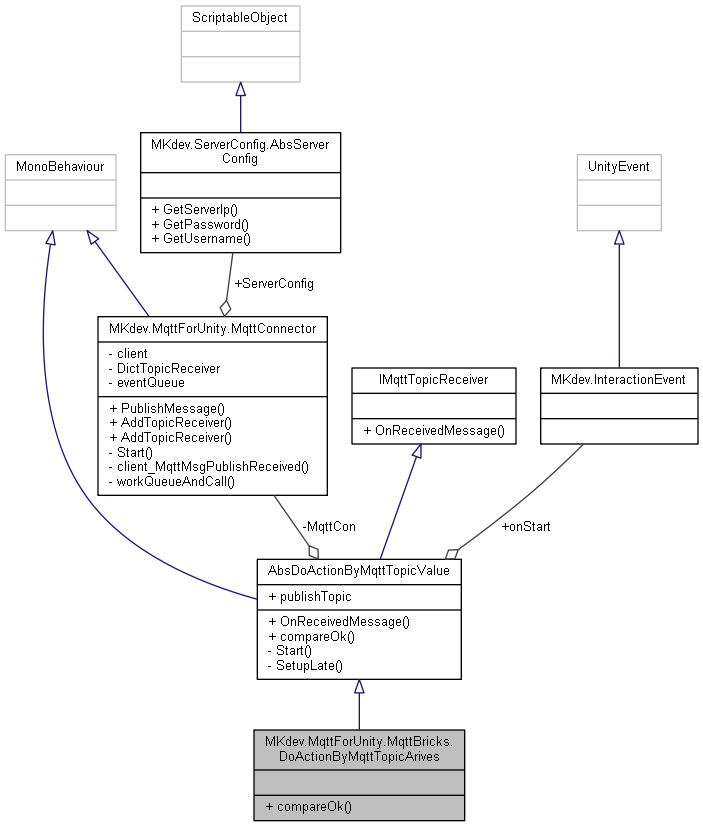 ScriptableObject
MKdev.ServerConfig.AbsServer
Config
+ GetServerIp()
+ GetPassword()
+ GetUsername()
MonoBehaviour
UnityEvent
+ServerConfig
MKdev.MqttForUnity.MqttConnector
- client
- DictTopicReceiver
- eventQueue
+ PublishMessage()
+ AddTopicReceiver()
+ AddTopicReceiver()
- Start()
- client_MqttMsgPublishReceived()
- workQueueAndCall()
IMqttTopicReceiver
+ OnReceivedMessage()
MKdev.InteractionEvent
-MqttCon
+onStart
AbsDoActionByMqttTopicValue
+ publishTopic
+ OnReceivedMessage()
+ compareOk()
- Start()
- SetupLate()
MKdev.MqttForUnity.MqttBricks.
DoActionByMqttTopicArives
+ compareOk()